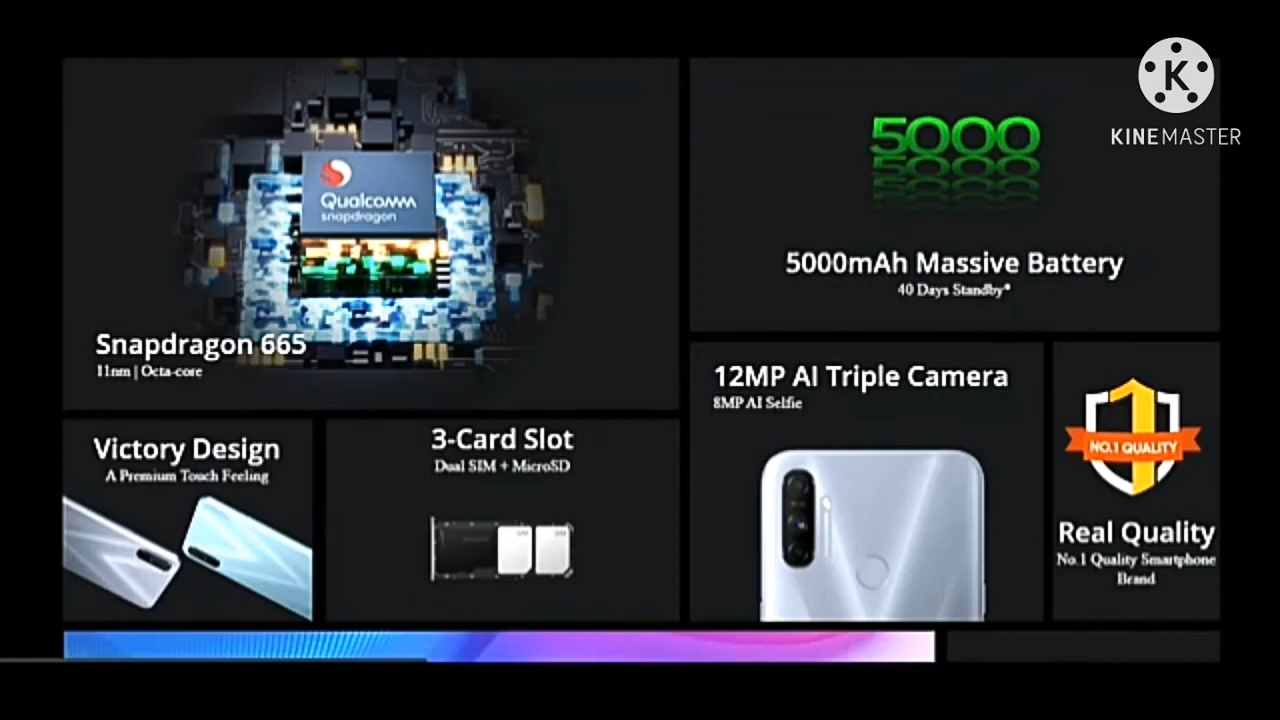 Qualcomm
snapdragon
Snapdragon 665
11nm | Octa-core
5000
5000mAh Massive Battery
40 Days Standby*
KINEMASTER
12MP AI Triple Camera
8MP AI Selfie
1
NO.1 QUALITY
Real Quality
No.1 Quality Smartphone
Brand
Victory Design
A Premium Touch Feeling
3-Card Slot
Dual SIM + MicroSD